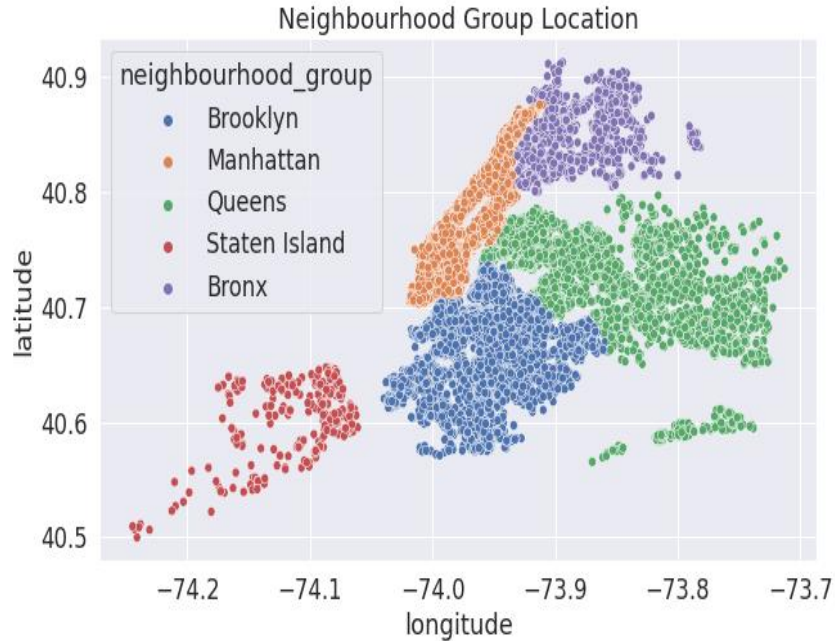 Neighbourhood Group Location
neighbourhood_group
Brooklyn
Manhattan
Queens
Staten Island
Bronx
latitude
40.9
40.8
40.7
40.6
40.5
−74.2 −74.1 −74.0 −73.9 −73.8 −73.7
longitude